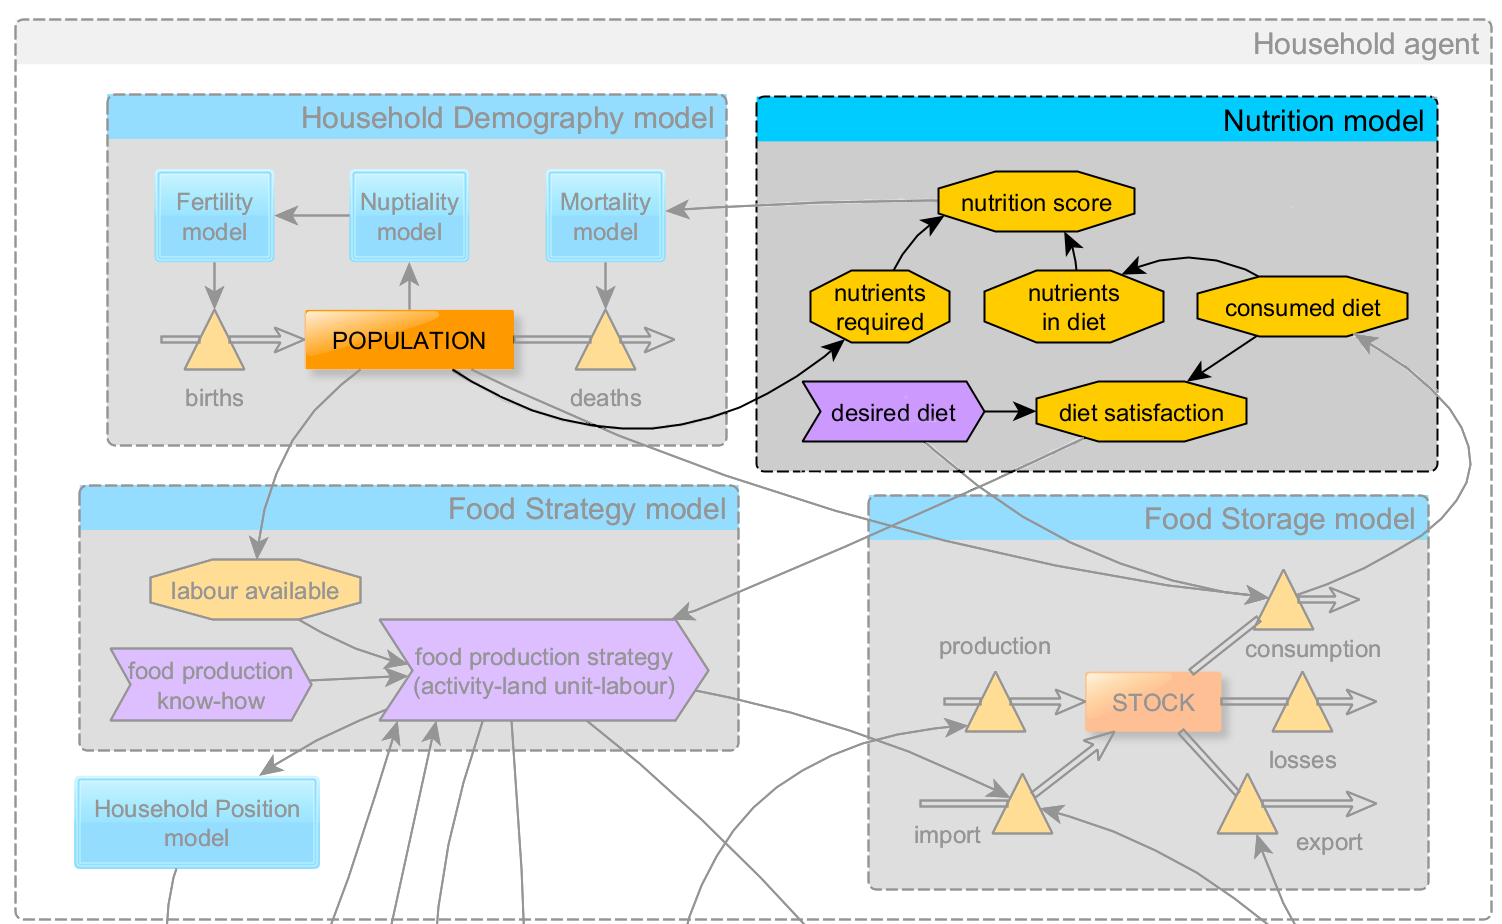 Household agent
Household Demography model
Fertility
model
Nuptiality
model
Mortality
model
POPULATION
births
deaths
Nutrition model
nutrition score
nutrients
required
nutrients
in diet
consumed diet
desired diet
diet satisfaction
Food Strategy model
labour available
food production
know-how
food production strategy
(activity-land unit-labour)
Household Position
model
Food Storage model
production
consumption
STOCK
losses
import
export